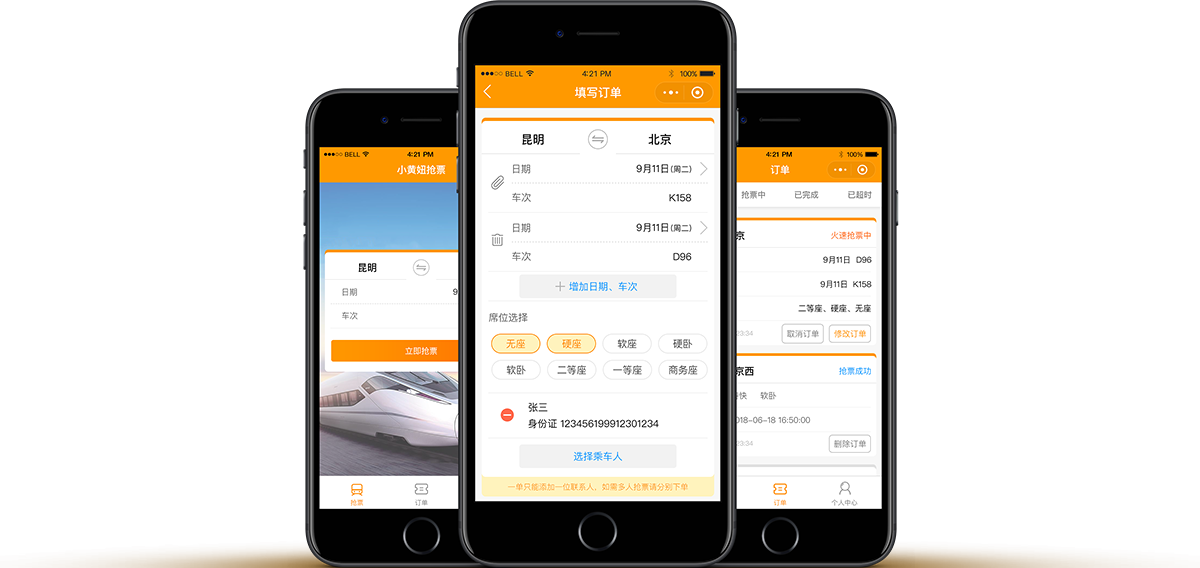 BELL
4:21 PM
小黄妞抢票
昆明
日期
9
车次
立即抢票
抢票
订单
BELL
4:21 PM
100%
填写订单
昆明
北京
日期
9月11日(周二)
车次
K158
日期
9月11日(周二)
车次
D96
增加日期、车次
席位选择
无座
硬座
软座
硬卧
软卧
二等座
一等座
商务座
张三
身份证 123456199912301234
选择乘车人
一单只能添加一位联系人，如需多人抢票请分别下单
4:21 PM
100%
订单
抢票中
已完成
已超时
京
火速抢票中
9月11日 D96
9月11日 K158
二等座、硬座、无座
23:34
取消订单
修改订单
京西
抢票成功
快
软卧
018-06-18 16:50:00
23:34
删除订单
订单
个人中心